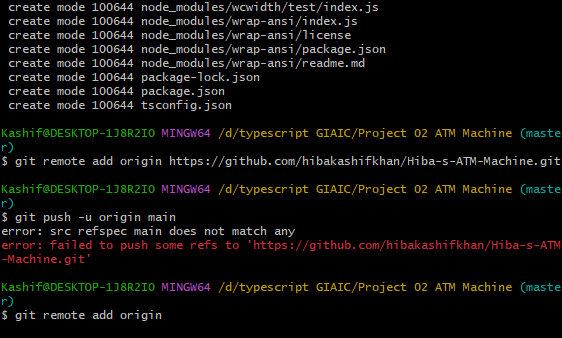 create mode 100644 node_modules/wcwidth/test/index.js
create mode 100644 node_modules/wrap-ansi/index.js
create mode 100644 node_modules/wrap-ansi/license
create mode 100644 node_modules/wrap-ansi/package.json
create mode 100644 node_modules/wrap-ansi/readme.md
create mode 100644 package-lock.json
create mode 100644 package.json
create mode 100644 tsconfig.json
Kashif@DESKTOP-1J8R2IO MINGW64 /d/typescript GIAIC/Project 02 ATM Machine (maste
r)
$ git remote add origin https://github.com/hibakashifkhan/Hiba-s-ATM-Machine.git
Kashif@DESKTOP-1J8R2IO MINGW64 /d/typescript GIAIC/Project 02 ATM Machine (maste
r)
$ git push -u origin main
error: src refspec main does not match any
error: failed to push some refs to 'https://github.com/hibakashifkhan/Hiba-s-ATM
-Machine.git'
Kashif@DESKTOP-1J8R2IO MINGW64 /d/typescript GIAIC/Project 02 ATM Machine (maste
r)
$ git remote add origin